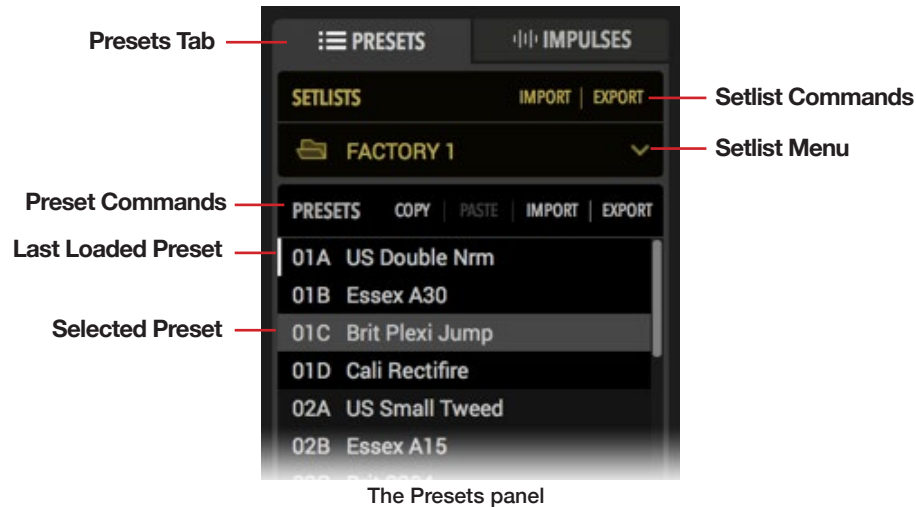 Presets Tab
PRESETS
IMPULSES
SETLISTS
IMPORT | EXPORT
Setlist Commands
FACTORY 1
Setlist Menu
Preset Commands
PRESETS COPY | PASTE | IMPORT | EXPORT
Last Loaded Preset
01A US Double Nrm
01B Essex A30
Selected Preset
01C Brit Plexi Jump
01D Cali Rectifire
02A US Small Tweed
02B Essex A15
The Presets panel